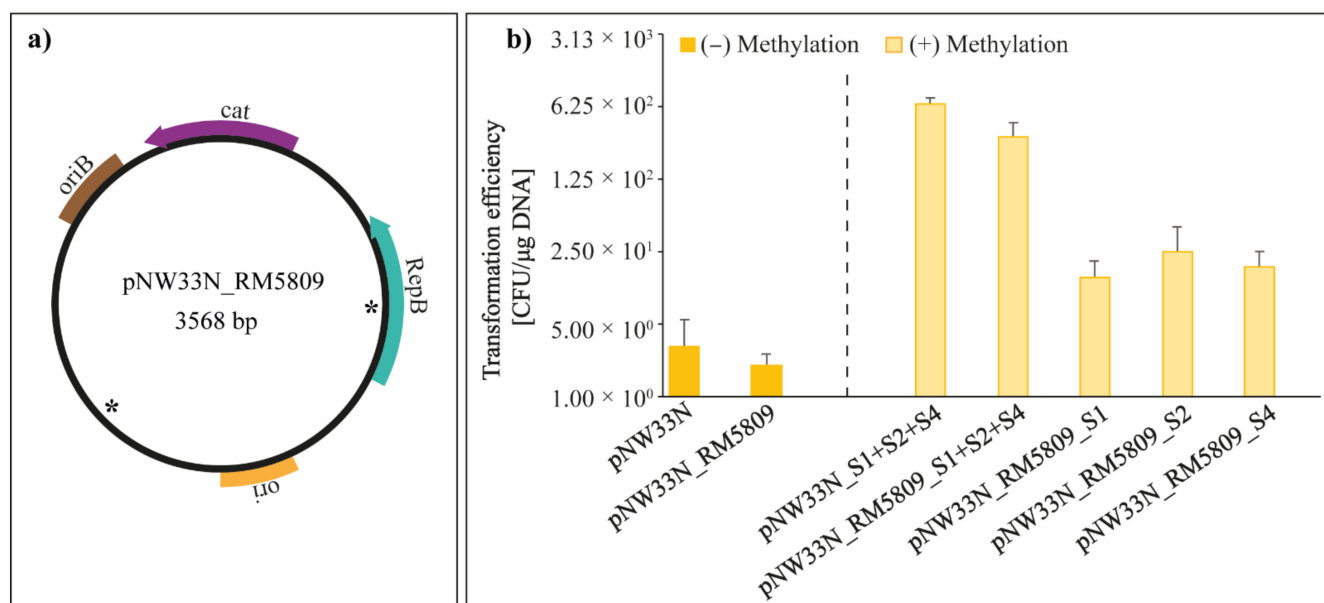 a)
cat
oriB
RepB
pNW33N_RM5809
3568 bp
*
*
ori
b)
(−) Methylation (+) Methylation
Transformation efficiency
[CFU/µg DNA]
3.13 × 10³
6.25 × 10²
1.25 × 10²
2.50 × 10¹
5.00 × 10⁰
1.00 × 10⁰
pNW33N
pNW33N_RM5809
pNW33N_S1+S2+S4
pNW33N_RM5809_S1+S2+S4
pNW33N_RM5809_S1
pNW33N_RM5809_S2
pNW33N_RM5809_S4